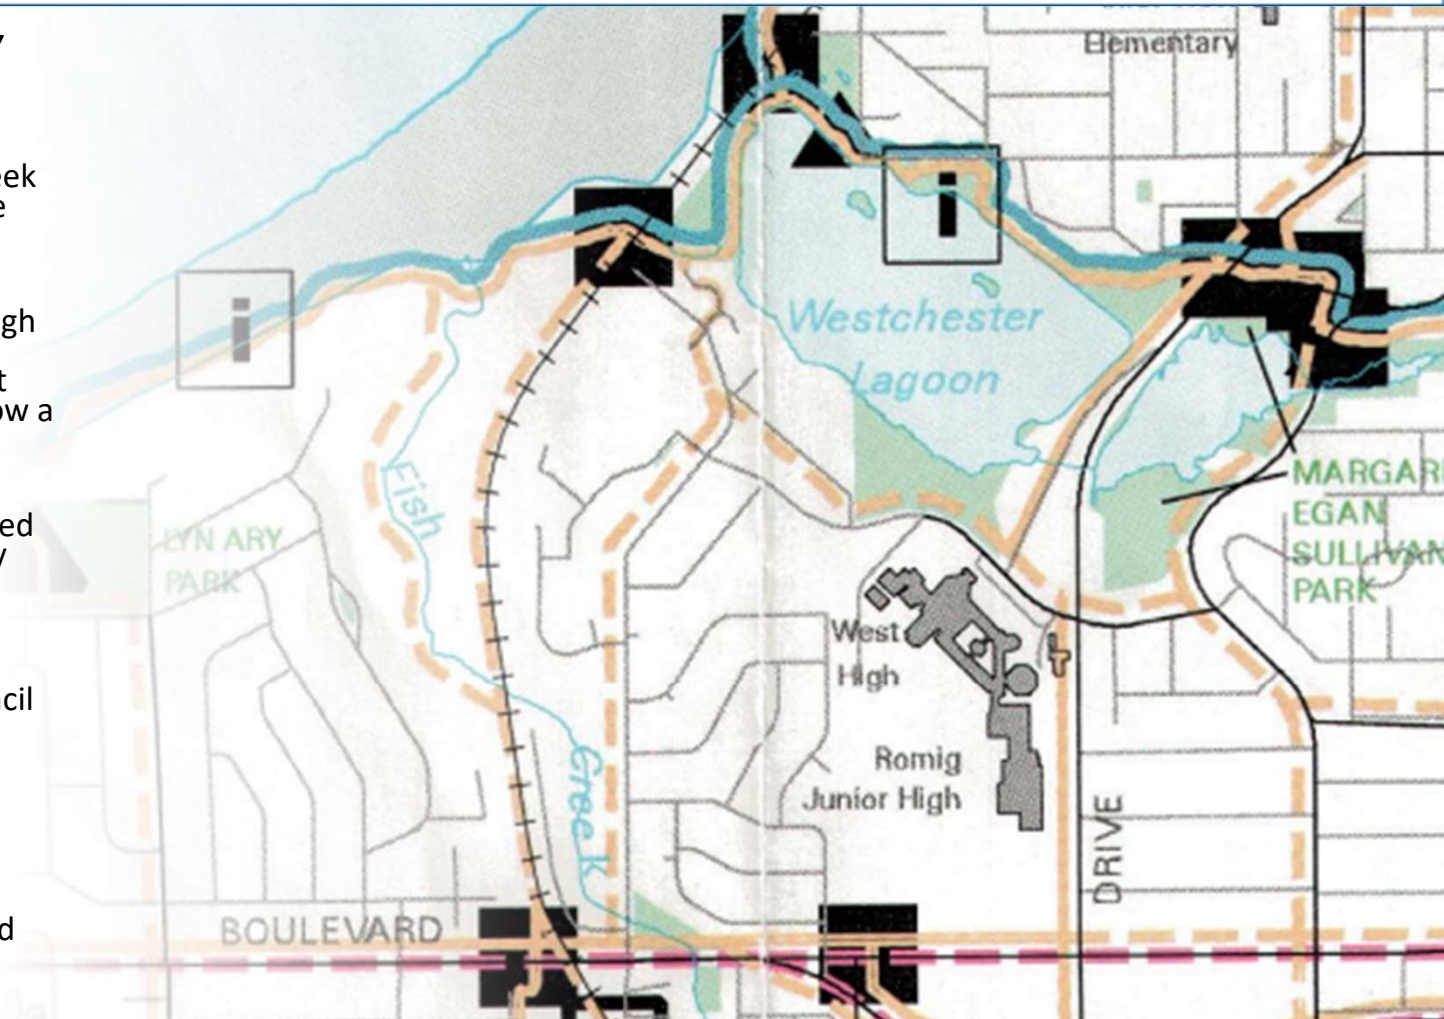 eek
e
gh
t
ow a
ed
cil
d
Elementary
i
i
Westchester
Lagoon
Fish
Creek
LYN ARY
PARK
MARGAR
EGAN
SULLIVAN
PARK
West
High
Romig
Junior High
DRIVE
BOULEVARD